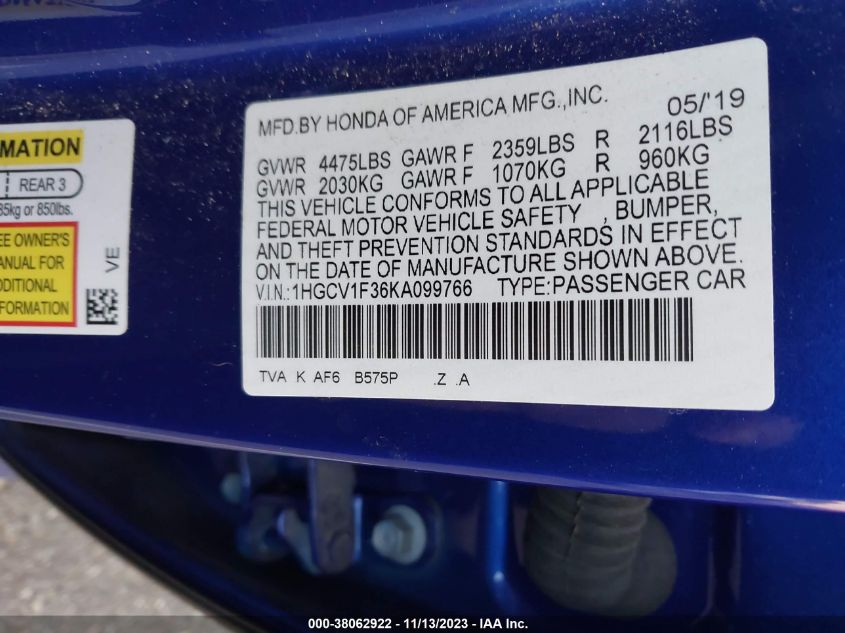 MATION
REAR 3
85kg or 850lbs.
EE OWNER'S
ANUAL FOR
DDITIONAL
FORMATION
VE
MFD.BY HONDA OF AMERICA MFG.,INC. 05/'19
GVWR 4475LBS GAWR F 2359LBS R 2116LBS
GVWR 2030KG GAWR F 1070KG R 960KG
THIS VEHICLE CONFORMS TO ALL APPLICABLE
FEDERAL MOTOR VEHICLE SAFETY , BUMPER,
AND THEFT PREVENTION STANDARDS IN EFFECT
ON THE DATE OF MANUFACTURE SHOWN ABOVE.
V.I.N.:1HGCV1F36KA099766 TYPE:PASSENGER CAR
TVA K AF6 B575P .Z .A
000-38062922 - 11/13/2023 - IAA Inc.